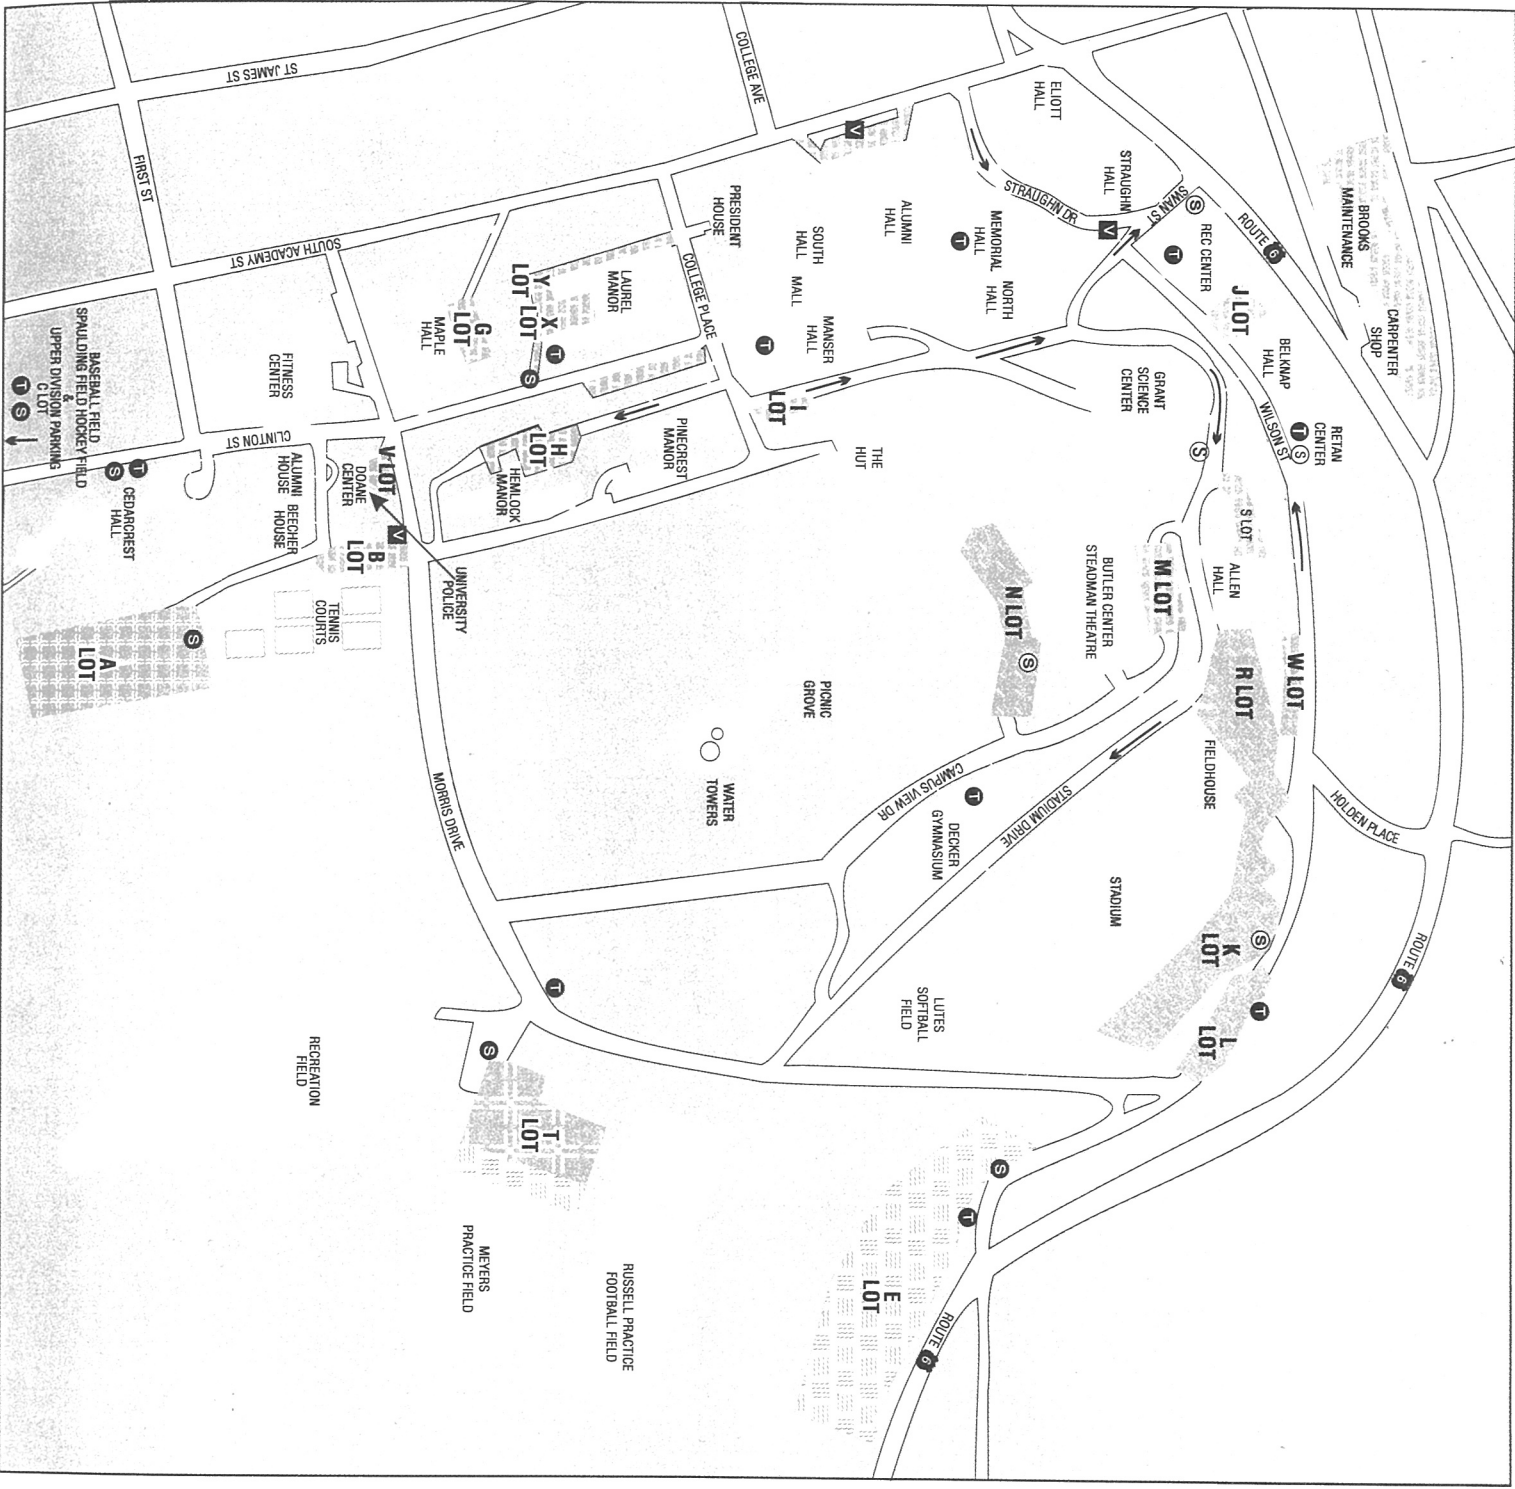 ROUTE 6
CARPENTER
SHOP
BROOKS
MAINTENANCE
HOLDEN PLACE
RETAN
CENTER
T
S
ROUTE 6
BELKNAP
HALL
WILSON ST
W LOT
S
T
J LOT
S LOT
R LOT
K
LOT
L
LOT
REC CENTER
S
T
SWAN ST
ALLEN
HALL
FIELDHOUSE
S
STRAUGHN
HALL
V
GRANT
SCIENCE
CENTER
M LOT
STADIUM
ELIOTT
HALL
STRAUGHN DR
BUTLER CENTER
STEADMAN THEATRE
STADIUM DRIVE
N LOT
S
S
MEMORIAL
HALL
T
NORTH
HALL
CAMPUS VIEW DR
T
DECKER
GYMNASIUM
LUTES
SOFTBALL
FIELD
T
ROUTE 6
ALUMNI
HALL
V
THE
HUT
E
LOT
SOUTH
HALL
MALL
MANSER
HALL
T
I
LOT
PICNIC
GROVE
COLLEGE AVE
PRESIDENT
HOUSE
COLLEGE PLACE
WATER
TOWERS
PINECREST
MANOR
LAUREL
MANOR
RUSSELL PRACTICE
FOOTBALL FIELD
Y
LOT
X
LOT
T
S
H
LOT
HEMLOCK
MANOR
T
T
LOT
G
LOT
MAPLE
HALL
S
MEYERS
PRACTICE FIELD
UNIVERSITY
POLICE
MORRIS DRIVE
V LOT
V
B
LOT
DOANE
CENTER
SOUTH ACADEMY ST
TENNIS
COURTS
RECREATION
FIELD
ST JAMES ST
FITNESS
CENTER
CLINTON ST
ALUMNI
HOUSE
BEECHER
HOUSE
S
FIRST ST
T
S
CEDARCREST
HALL
A
LOT
BASEBALL FIELD
&
SPAULDING FIELD HOCKEY FIELD
UPPER DIVISION PARKING
C LOT
T S